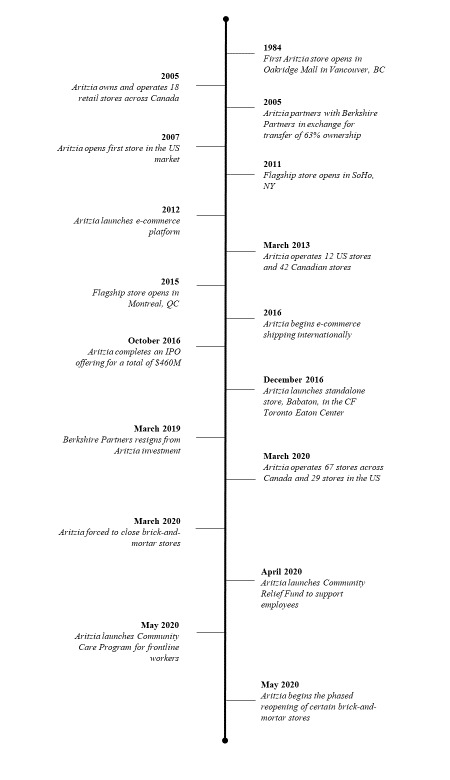 1984
First Aritzia store opens in
Oakridge Mall in Vancouver, BC
2005
Aritzia owns and operates 18
retail stores across Canada
2005
Aritzia partners with Berkshire
Partners in exchange for
transfer of 63% ownership
2007
Aritzia opens first store in the US
market
2011
Flagship store opens in SoHo,
NY
2012
Aritzia launches e-commerce
platform
March 2013
Aritzia operates 12 US stores
and 42 Canadian stores
2015
Flagship store opens in
Montreal, QC
2016
Aritzia begins e-commerce
shipping internationally
October 2016
Aritzia completes an IPO
offering for a total of $460M
December 2016
Aritzia launches standalone
store, Babaton, in the CF
Toronto Eaton Center
March 2019
Berkshire Partners resigns from
Aritzia investment
March 2020
Aritzia operates 67 stores across
Canada and 29 stores in the US
March 2020
Aritzia forced to close brick-and-
mortar stores
April 2020
Aritzia launches Community
Relief Fund to support
employees
May 2020
Aritzia launches Community
Care Program for frontline
workers
May 2020
Aritzia begins the phased
reopening of certain brick-and-
mortar stores